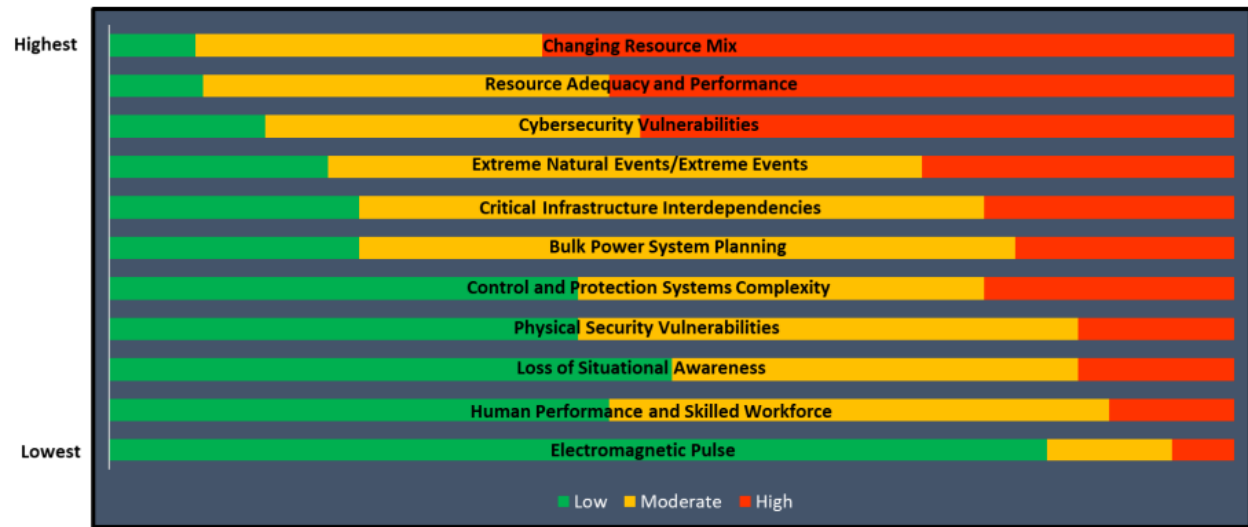 Highest
Changing Resource Mix
Resource Adequacy and Performance
Cybersecurity Vulnerabilities
Extreme Natural Events/Extreme Events
Critical Infrastructure Interdependencies
Bulk Power System Planning
Control and Protection Systems Complexity
Physical Security Vulnerabilities
Loss of Situational Awareness
Human Performance and Skilled Workforce
Lowest
Electromagnetic Pulse
Low Moderate High